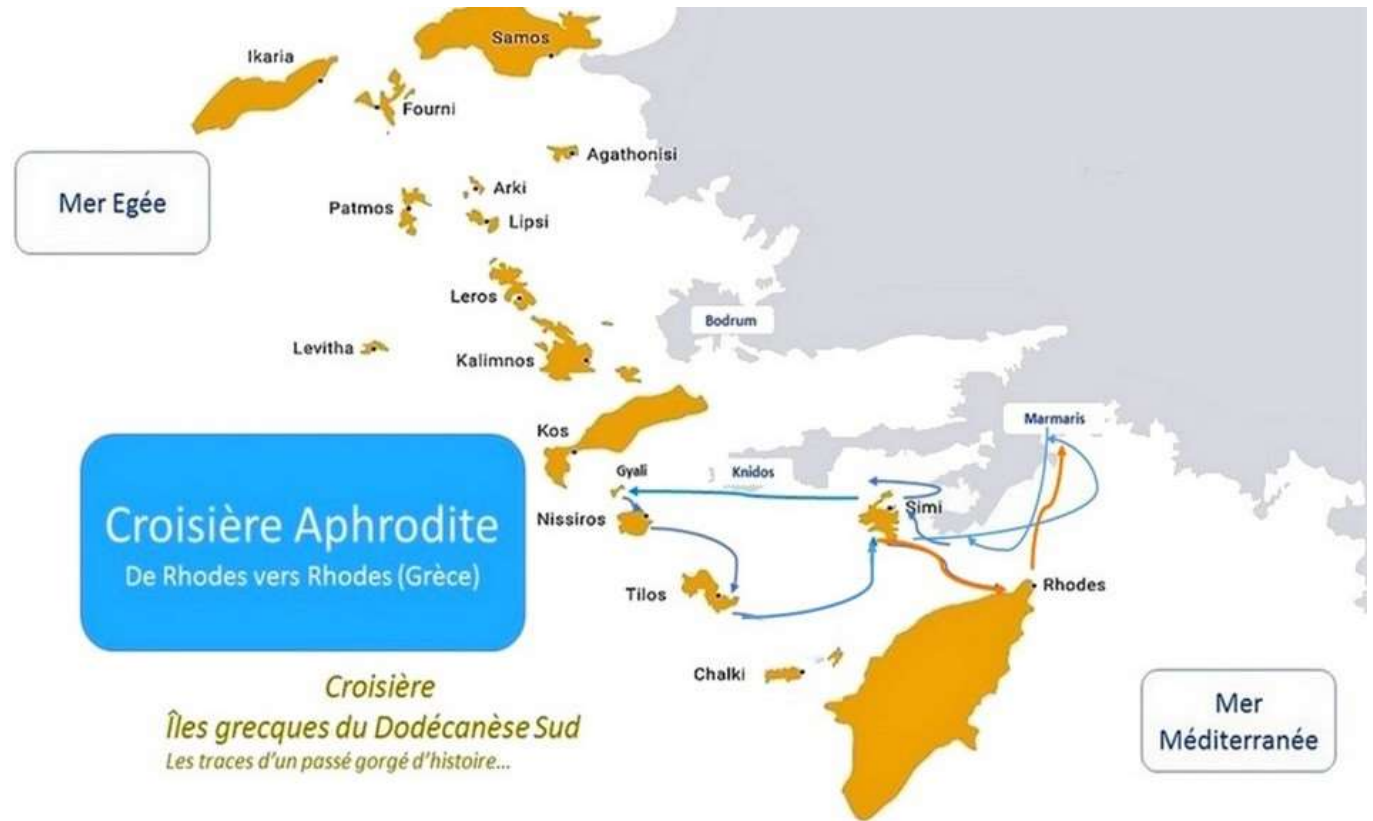 Samos
Ikaria
Fourni
Agathonisi
Mer Egée
Arki
Patmos
Lipsi
Leros
Bodrum
Levitha
Kalimnos
Marmaris
Kos
Gyali
Knidos
Simi
Nissiros
Croisière Aphrodite
De Rhodes vers Rhodes (Grèce)
Tilos
Rhodes
Chalki
Croisière
Îles grecques du Dodécanèse Sud
Les traces d'un passé gorgé d'histoire...
Mer
Méditerranée